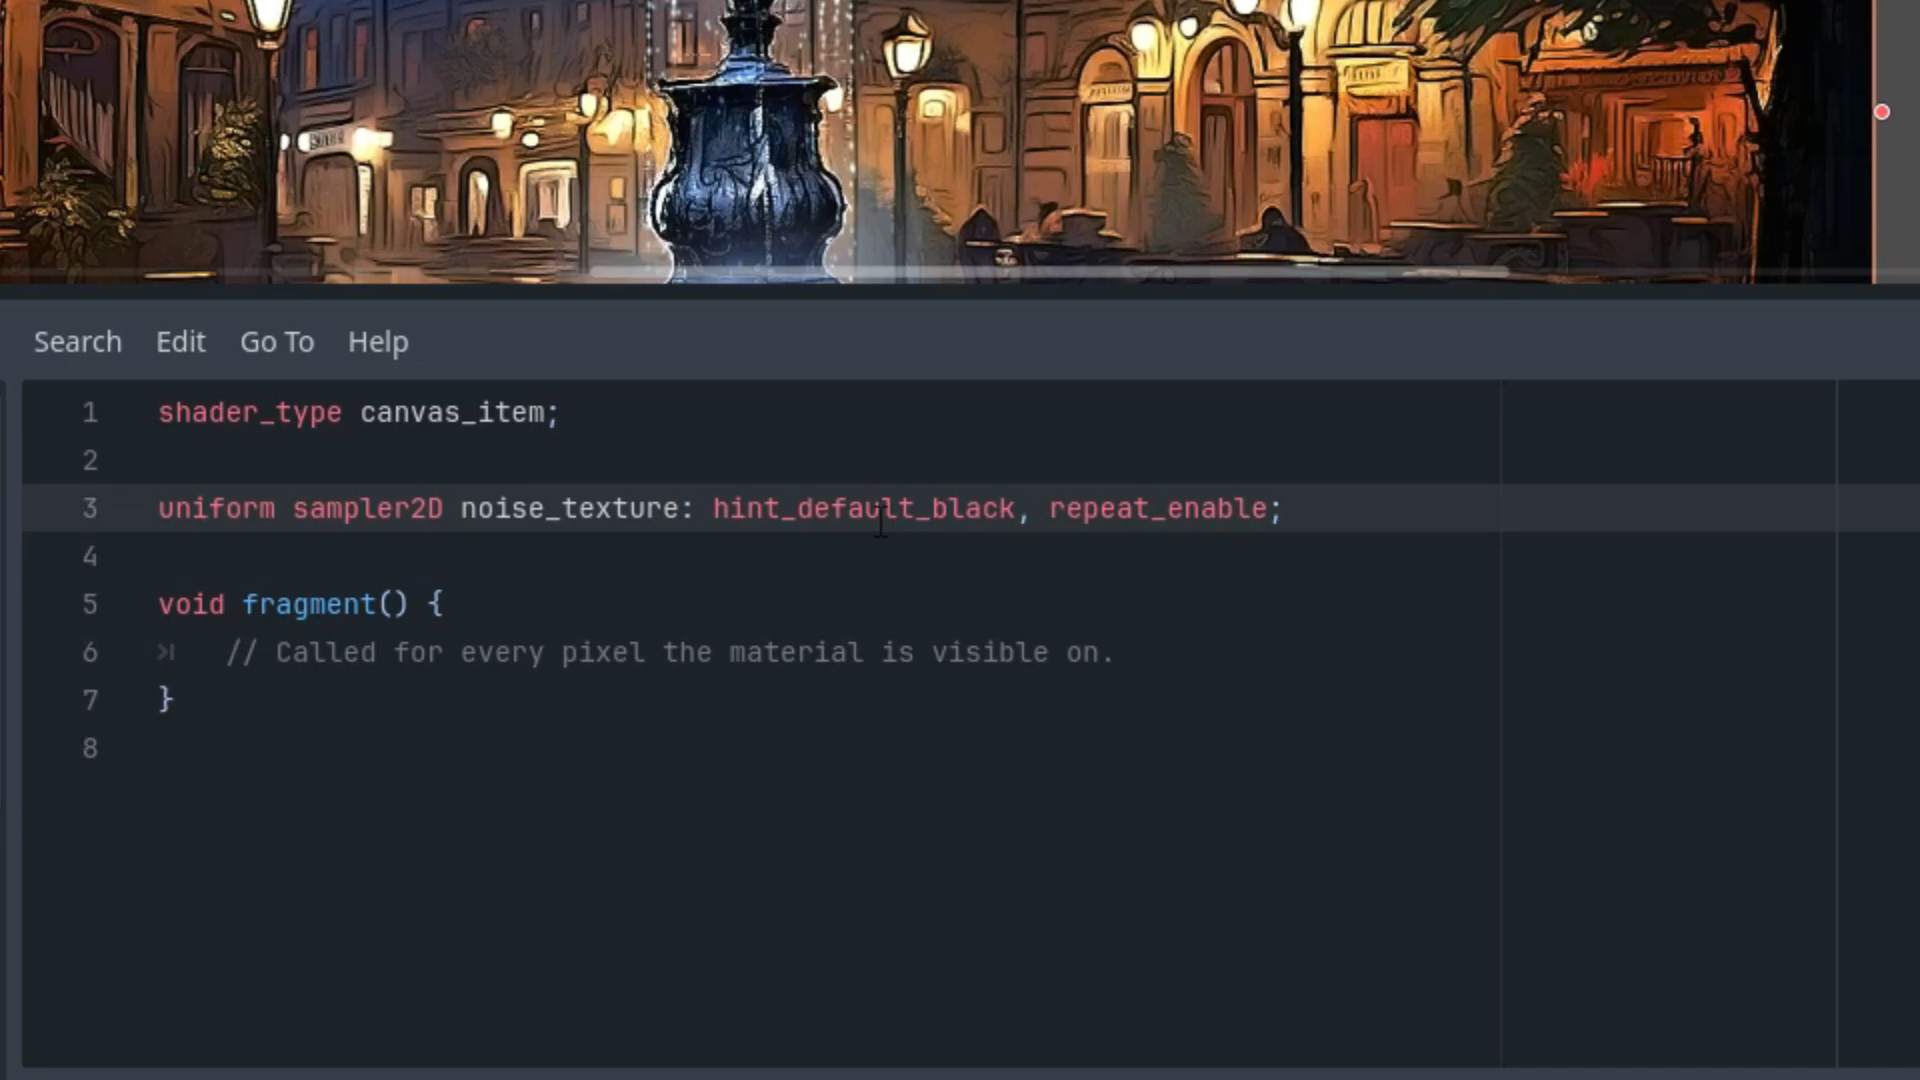 Search Edit Go To Help
1 shader_type canvas_item;
2
3 uniform sampler2D noise_texture: hint_default_black, repeat_enable;
4
5 void fragment() {
6 // Called for every pixel the material is visible on.
7 }
8